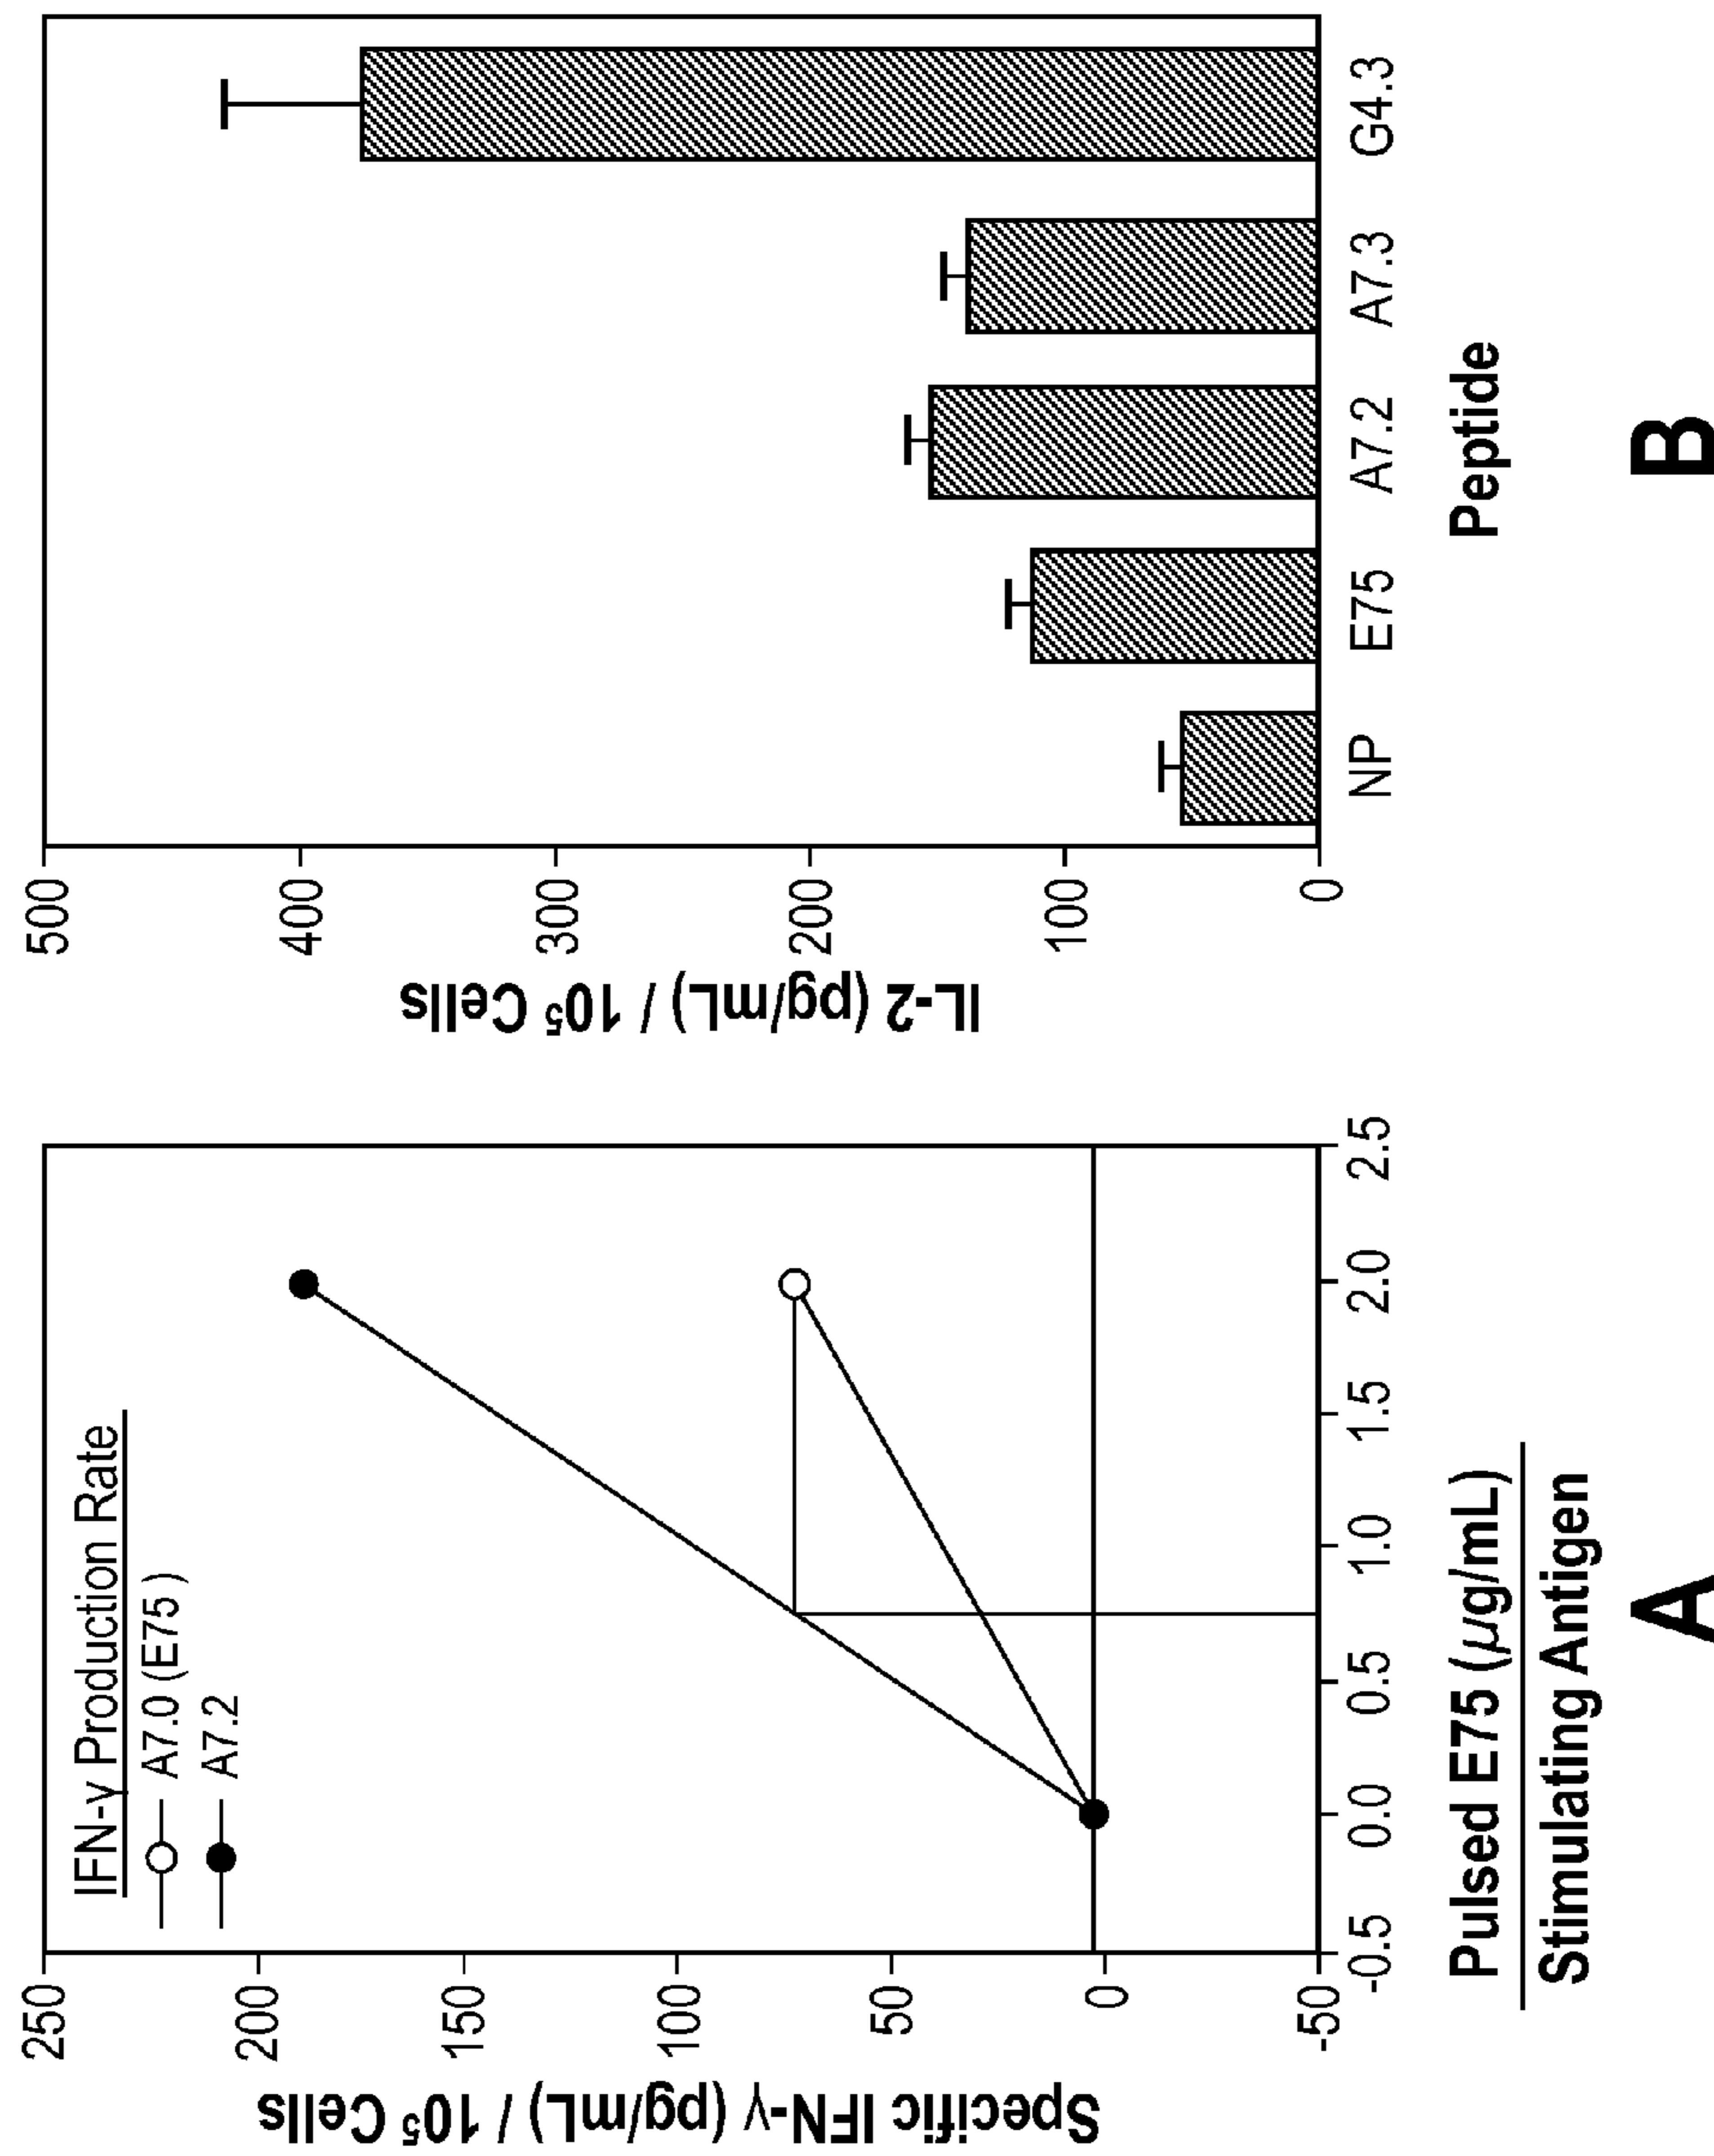 Specific IFN-γ (pg/mL) / 10⁵ Cells
250
200
150
100
50
0
-50
IFN-γ Production Rate
A7.0 (E75 )
A7.2
-0.5 0.0 0.5 1.0 1.5 2.0 2.5
Pulsed E75 (μg/mL)
Stimulating Antigen
A
IL-2 (pg/mL) / 10⁵ Cells
500
400
300
200
100
0
NP E75 A7.2 A7.3 G4.3
Peptide
B